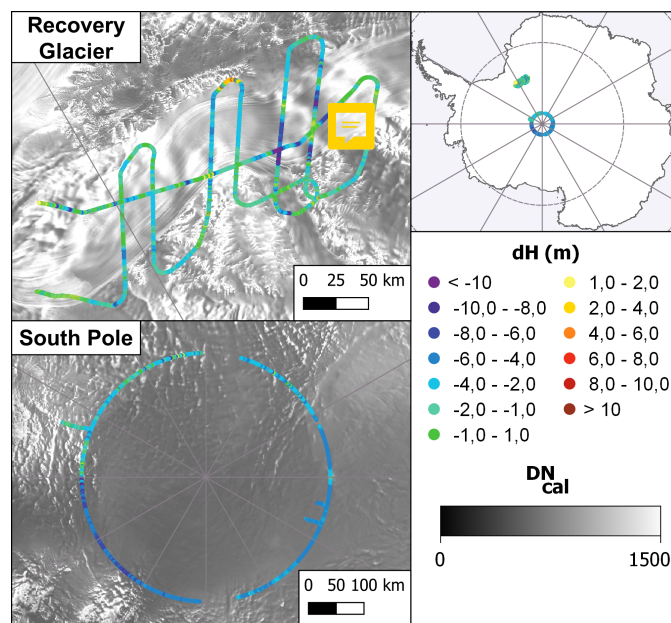 Recovery
Glacier
0 25 50 km
South Pole
0 50 100 km
dH (m)
< -10
-10,0 - -8,0
-8,0 - -6,0
-6,0 - -4,0
-4,0 - -2,0
-2,0 - -1,0
-1,0 - 1,0
1,0 - 2,0
2,0 - 4,0
4,0 - 6,0
6,0 - 8,0
8,0 - 10,0
> 10
DN
cal
0 1500